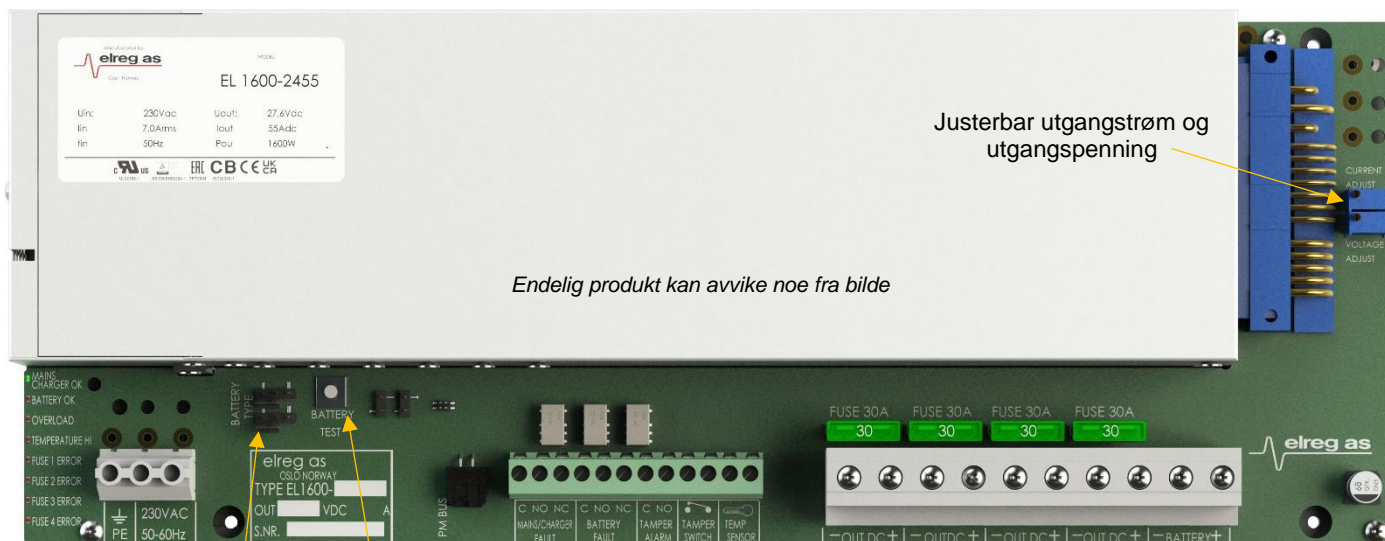 Manufactured by
elreg as
Oslo Norway
MODEL
EL 1600-2455
Uin: 230Vac Uout: 27,6Vac
Iin 7,0Arms Iout 55Adc
fin 50Hz Pou 1600W
c US EAC CB CE UK CA
Justerbar utgangstrøm og
utgangspenning
CURRENT
ADJUST
VOLTAGE
ADJUST
Endelig produkt kan avvike noe fra bilde
MAINS
CHARGER OK
BATTERY OK
OVERLOAD
TEMPERATURE HI
FUSE 1 ERROR
FUSE 2 ERROR
FUSE 3 ERROR
FUSE 4 ERROR
BATTERY
TYPE
BATTERY
TEST
PE
230VAC
50-60Hz
elreg as
OSLO NORWAY
TYPE EL1600-
OUT VDC A
S.NR.
PM BUS
C NO NC C NO NC C NO
MAINS/CHARGER
FAULT
BATTERY
FAULT
TAMPER
ALARM
TAMPER
SWITCH
TEMP
SENSOR
FUSE 30A FUSE 30A FUSE 30A FUSE 30A
30 30 30 30
elreg as
-OUT DC+ -OUTDC+ -OUT DC+ -OUT DC+ -BATTERY+